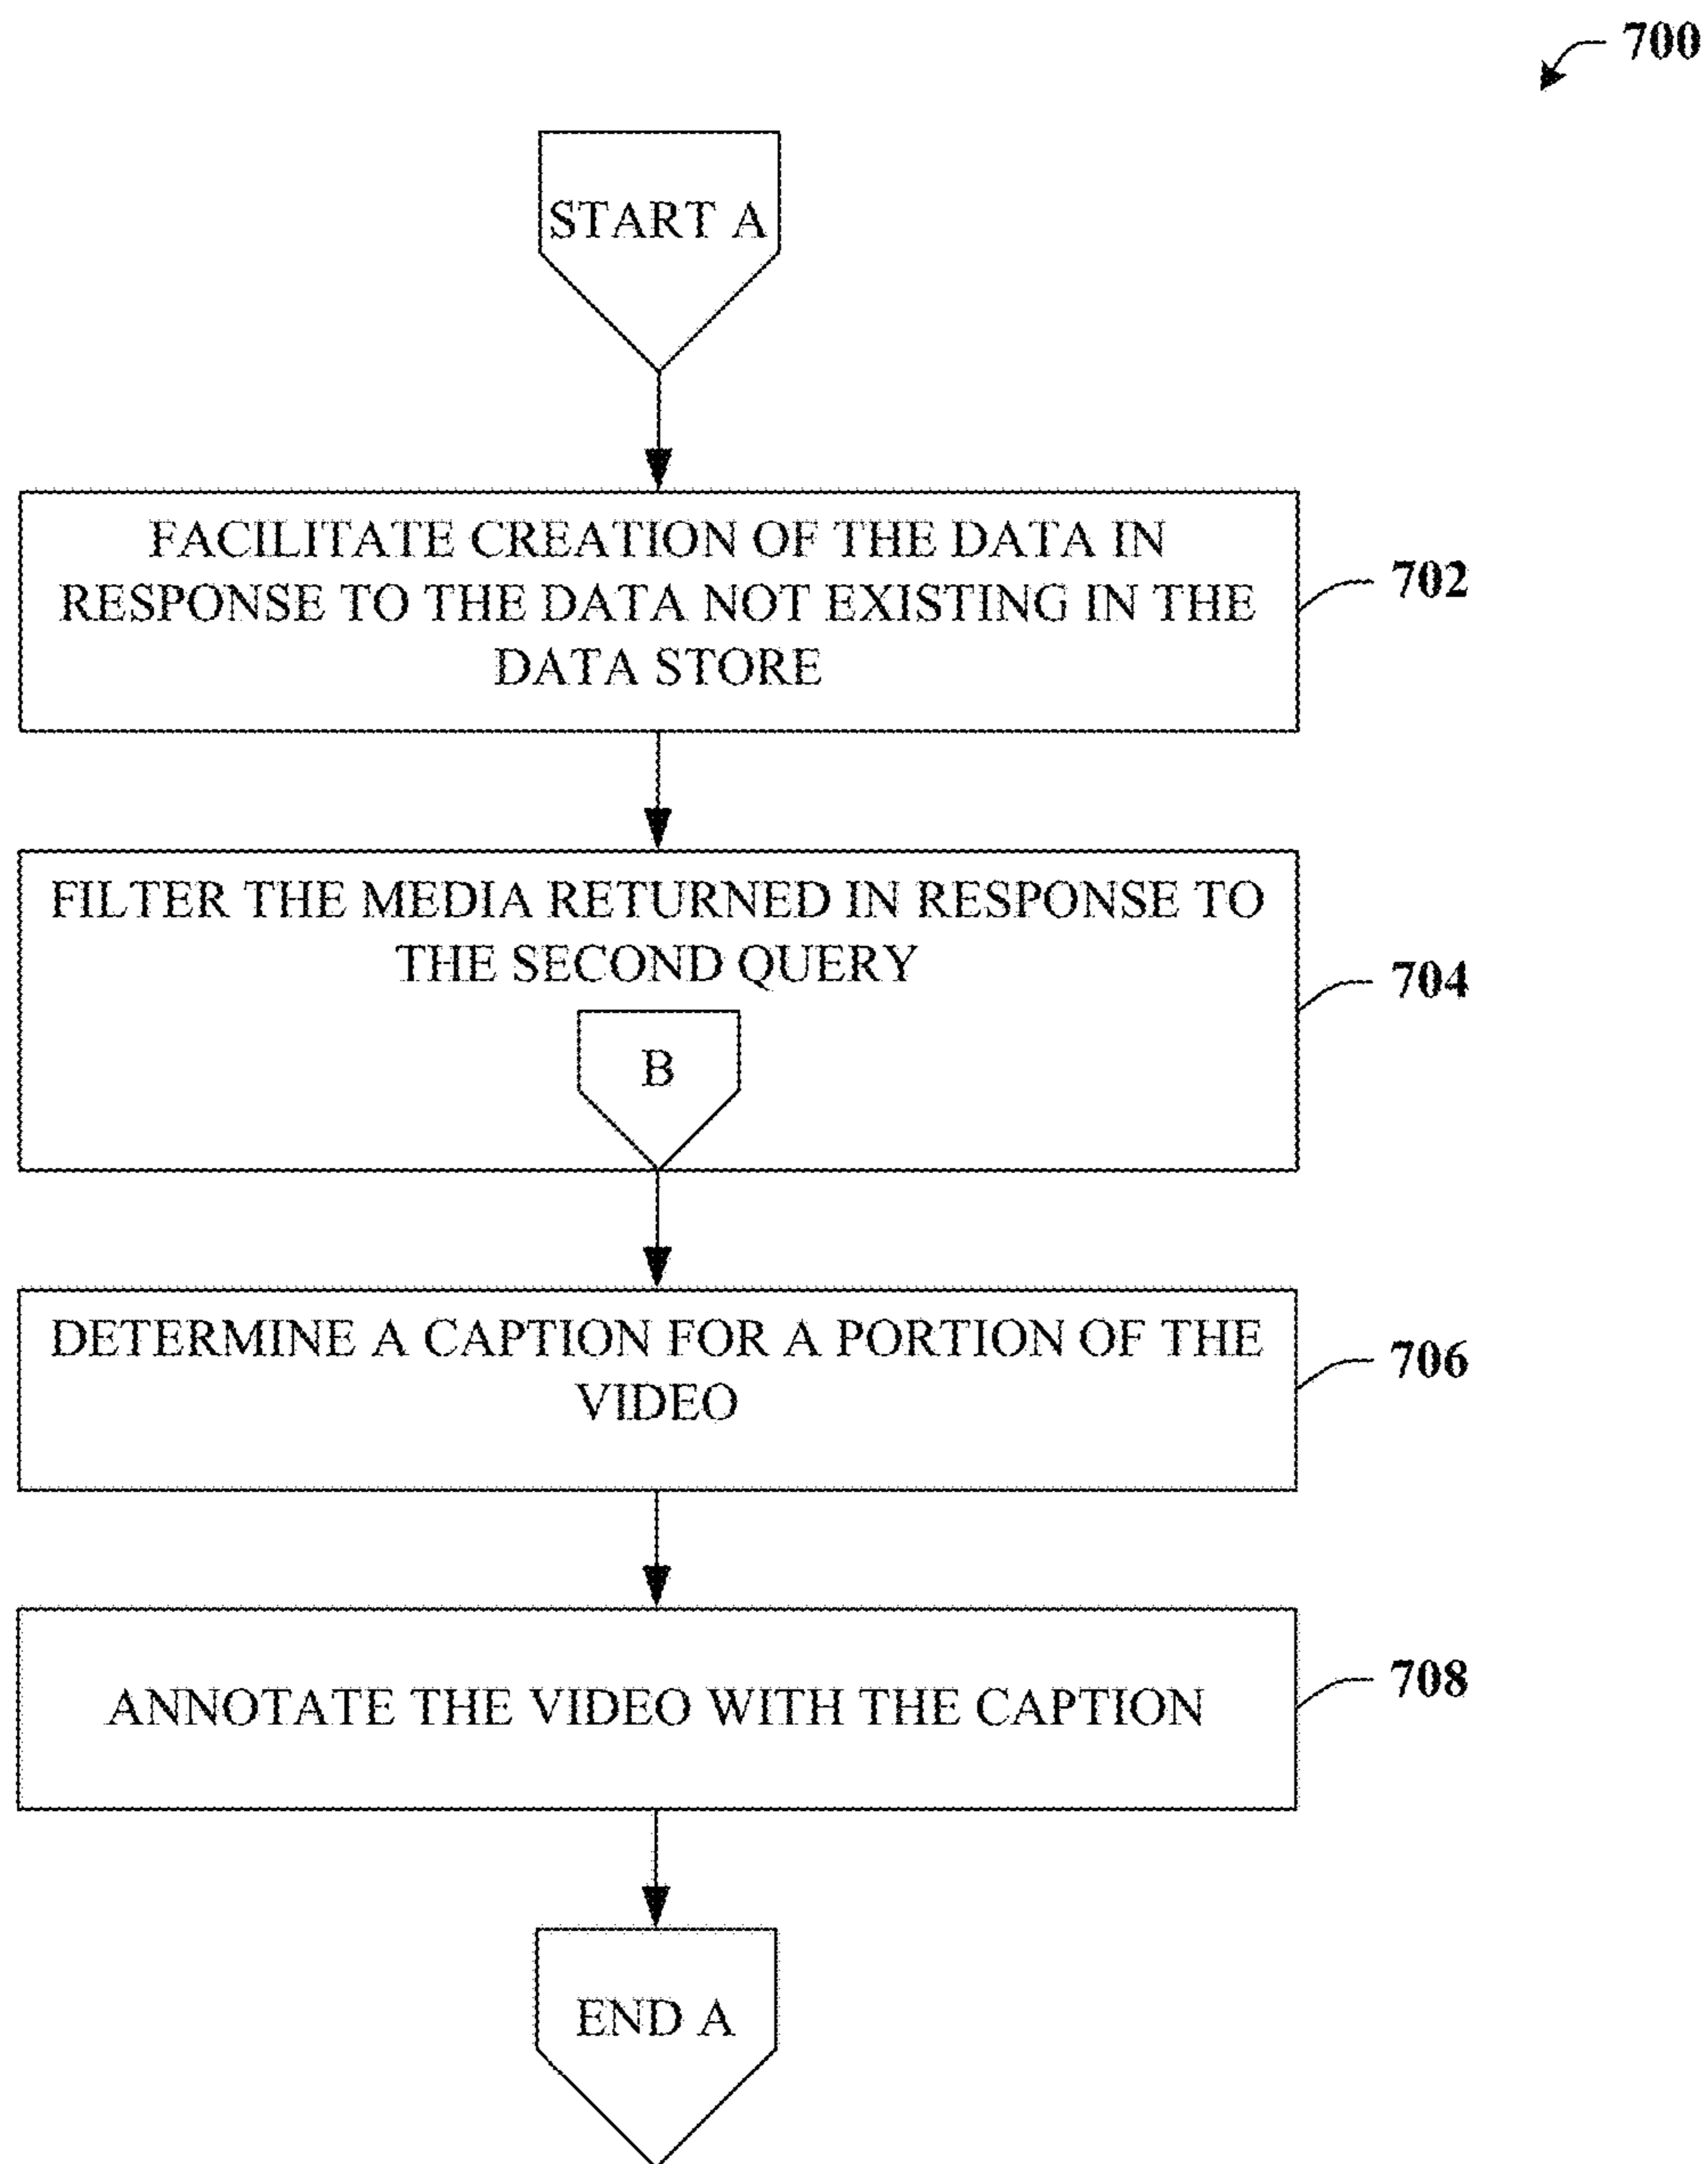 700
START A
FACILITATE CREATION OF THE DATA IN
RESPONSE TO THE DATA NOT EXISTING IN THE
DATA STORE
702
FILTER THE MEDIA RETURNED IN RESPONSE TO
THE SECOND QUERY
704
B
DETERMINE A CAPTION FOR A PORTION OF THE
VIDEO
706
ANNOTATE THE VIDEO WITH THE CAPTION
708
END A